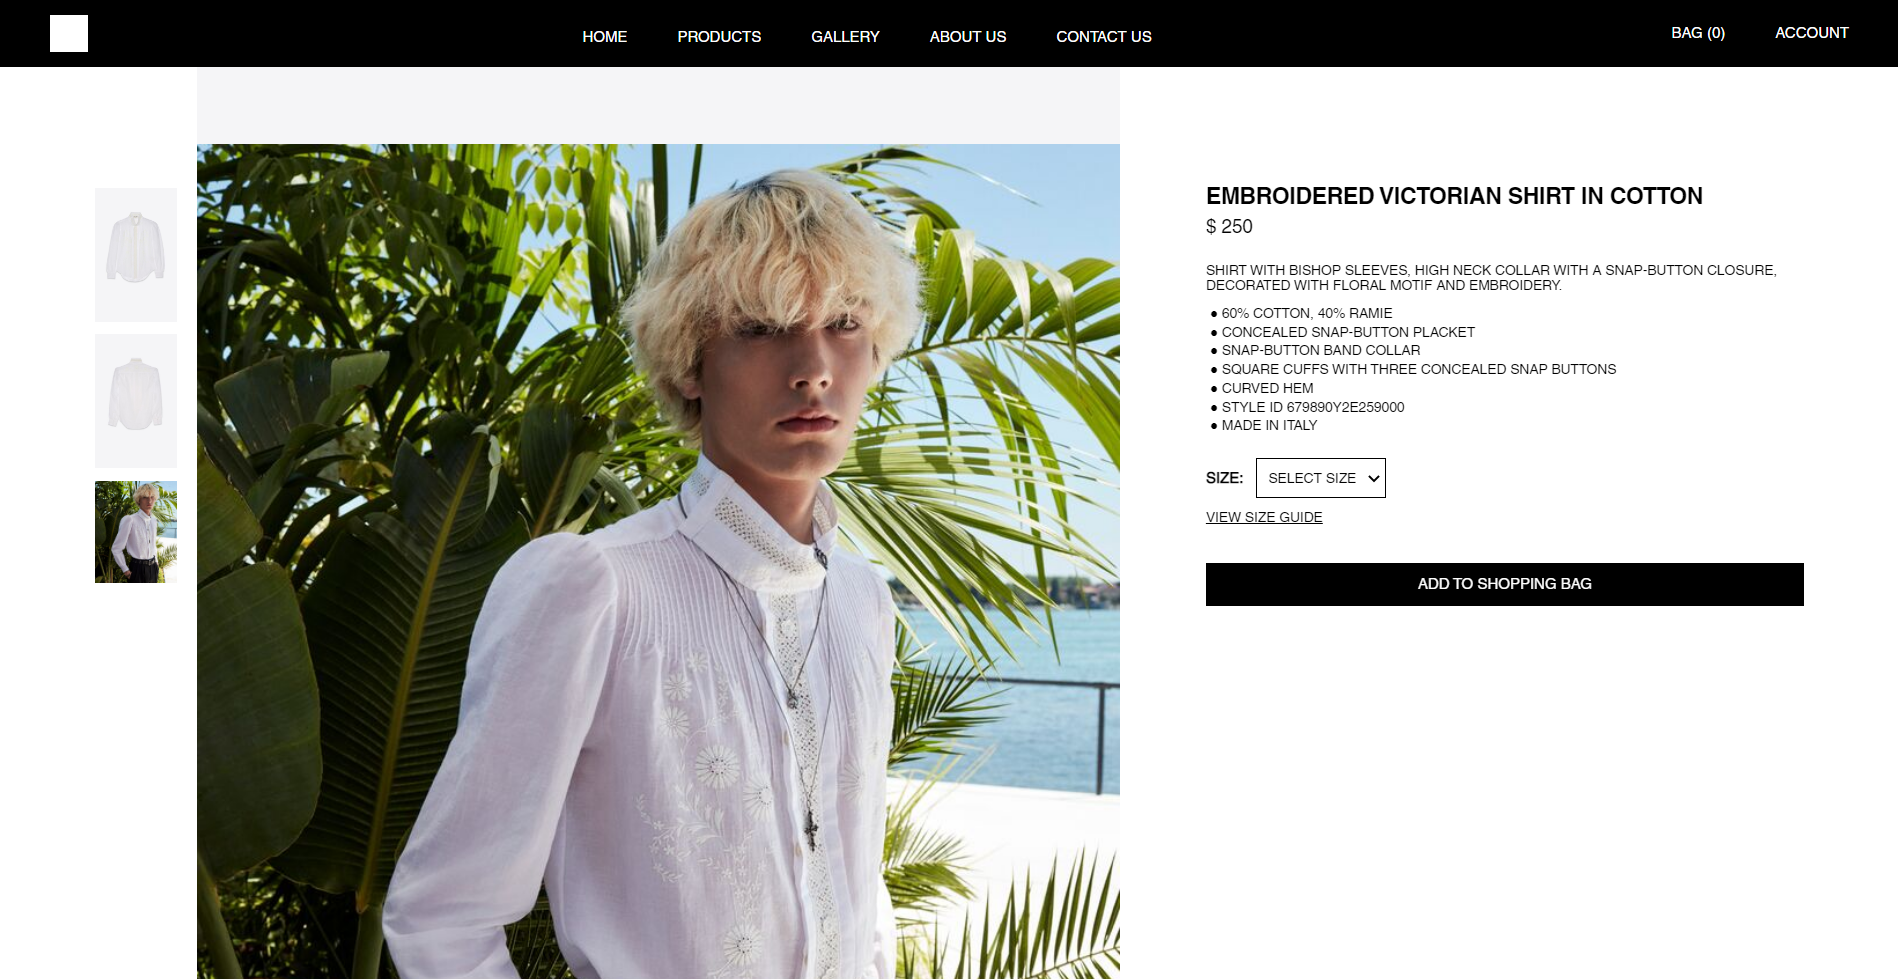 HOME PRODUCTS GALLERY ABOUT US CONTACT US BAG (0) ACCOUNT
EMBROIDERED VICTORIAN SHIRT IN COTTON
$ 250
SHIRT WITH BISHOP SLEEVES, HIGH NECK COLLAR WITH A SNAP-BUTTON CLOSURE,
DECORATED WITH FLORAL MOTIF AND EMBROIDERY.
● 60% COTTON, 40% RAMIE
● CONCEALED SNAP-BUTTON PLACKET
● SNAP-BUTTON BAND COLLAR
● SQUARE CUFFS WITH THREE CONCEALED SNAP BUTTONS
● CURVED HEM
● STYLE ID 679890Y2E259000
● MADE IN ITALY
SIZE: SELECT SIZE
VIEW SIZE GUIDE
ADD TO SHOPPING BAG